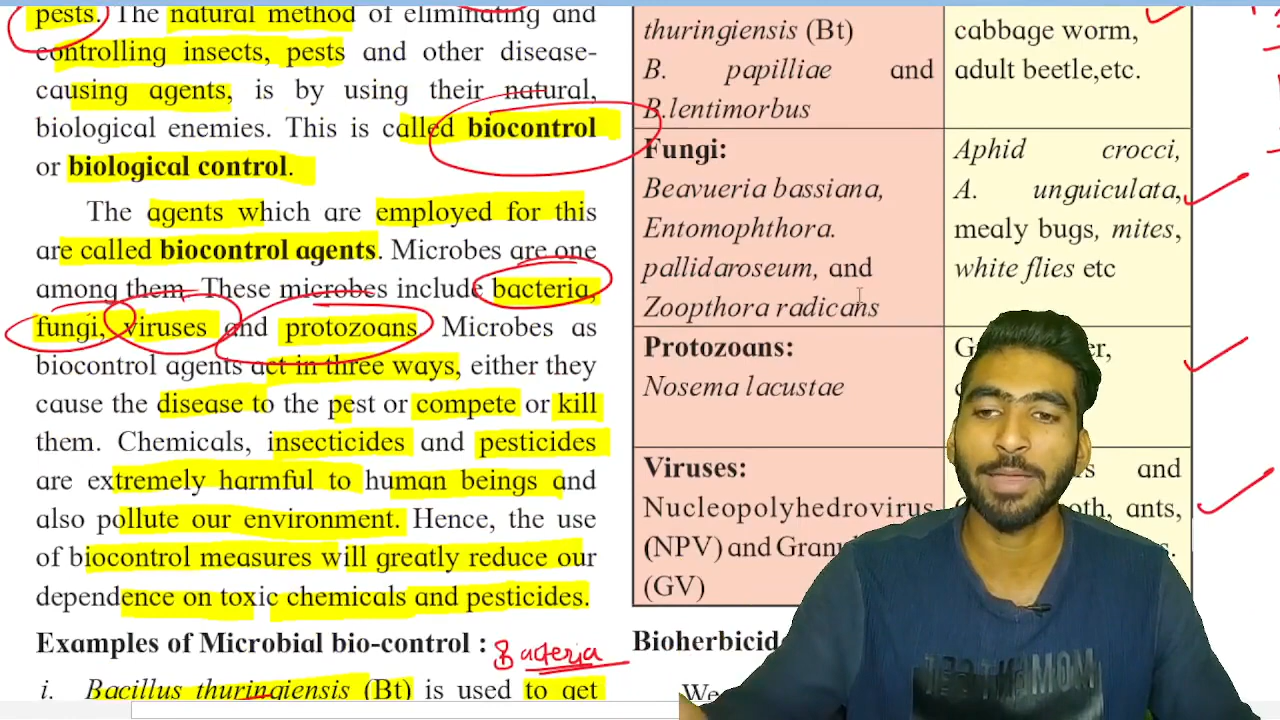 pests. The natural method of eliminating and
controlling insects, pests and other disease-
causing agents, is by using their natural,
biological enemies. This is called biocontrol
or biological control.
The agents which are employed for this
are called biocontrol agents. Microbes are one
among them. These microbes include bacteria,
fungi, viruses and protozoans. Microbes as
biocontrol agents act in three ways, either they
cause the disease to the pest or compete or kill
them. Chemicals, insecticides and pesticides
are extremely harmful to human beings and
also pollute our environment. Hence, the use
of biocontrol measures will greatly reduce our
dependence on toxic chemicals and pesticides.
Examples of Microbial bio-control :
Bacteria
i. Bacillus thuringiensis (Bt) is used to get
thuringiensis (Bt)
B. papilliae and
B.lentimorbus
cabbage worm,
adult beetle,etc.
Fungi:
Beavueria bassiana,
Entomophthora.
pallidaroseum, and
Zoopthora radicans
Aphid crocci,
A. unguiculata,
mealy bugs, mites,
white flies etc
Protozoans:
Nosema lacustae
Viruses:
Nucleopolyhedrovirus
(NPV) and
(GV)
and
ants,
We